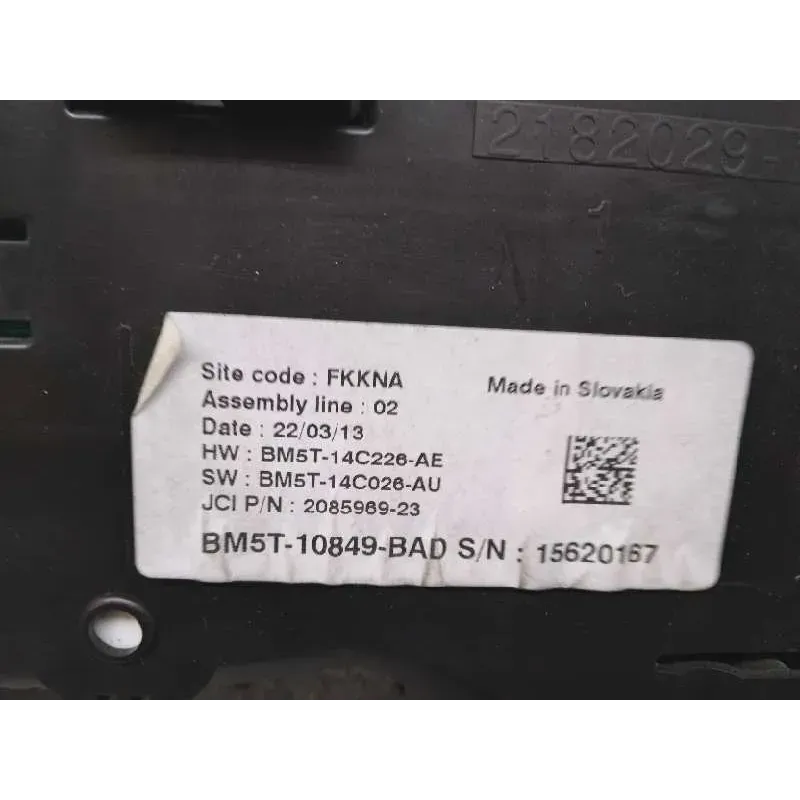 2182029-
1
Site code : FKKNA
Made in Slovakia
Assembly line : 02
Date : 22/03/13
HW : BM5T-14C226-AE
SW : BM5T-14C026-AU
JCI P/N : 2085969-23
BM5T-10849-BAD S/N : 15620167